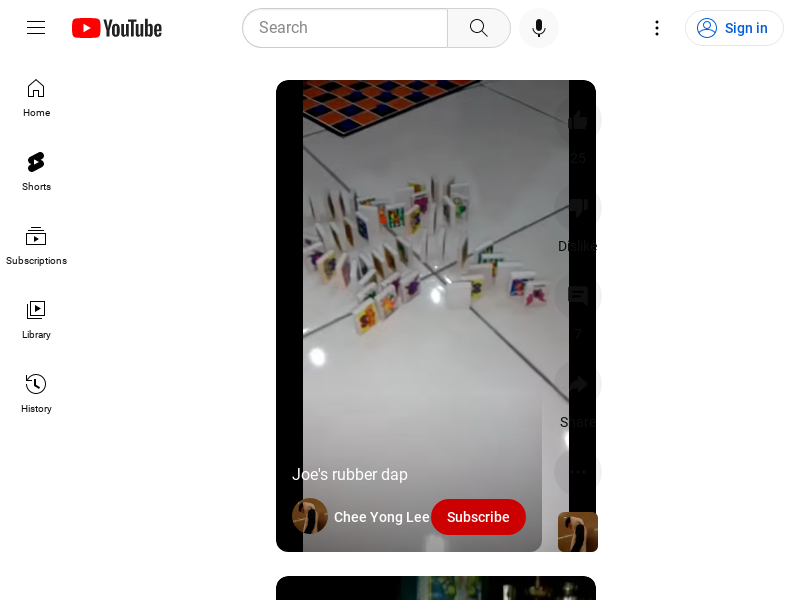 YouTube
Search
Sign in
Home
Shorts
Subscriptions
Library
History
25
Dislike
7
Share
Joe's rubber dap
Chee Yong Lee
Subscribe